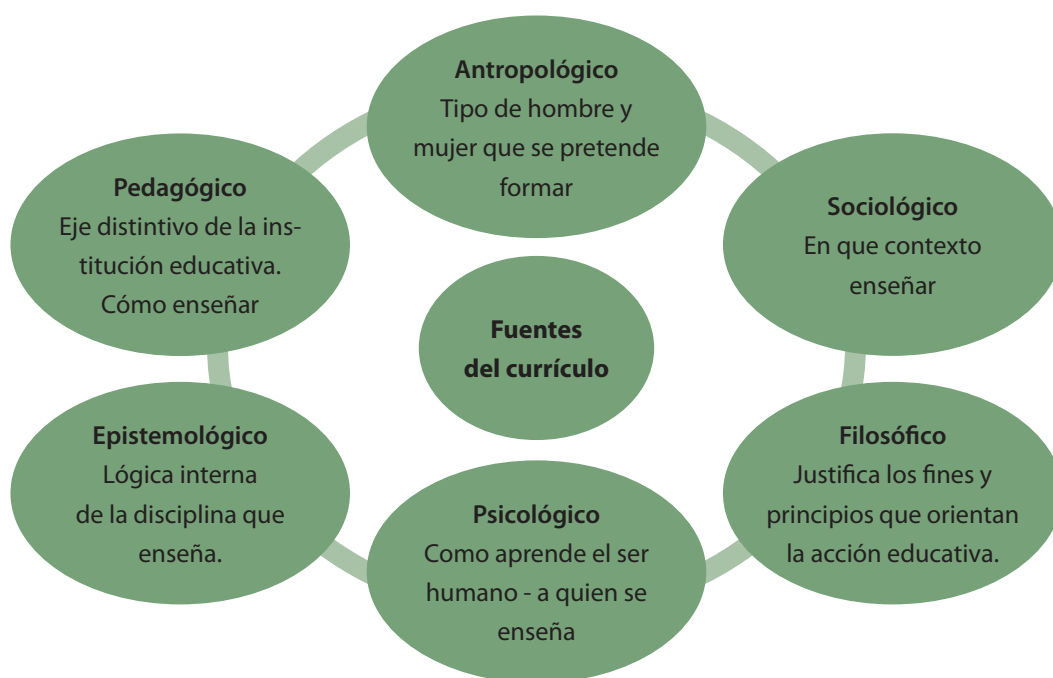 Antropológico
Tipo de hombre y
mujer que se pretende
formar
Sociológico
En que contexto
enseñar
Filosófico
Justifica los fines y
principios que orientan
la acción educativa.
Psicológico
Como aprende el ser
humano - a quien se
enseña
Epistemológico
Lógica interna
de la disciplina que
enseña.
Pedagógico
Eje distintivo de la ins-
titución educativa.
Cómo enseñar
Fuentes
del currículo